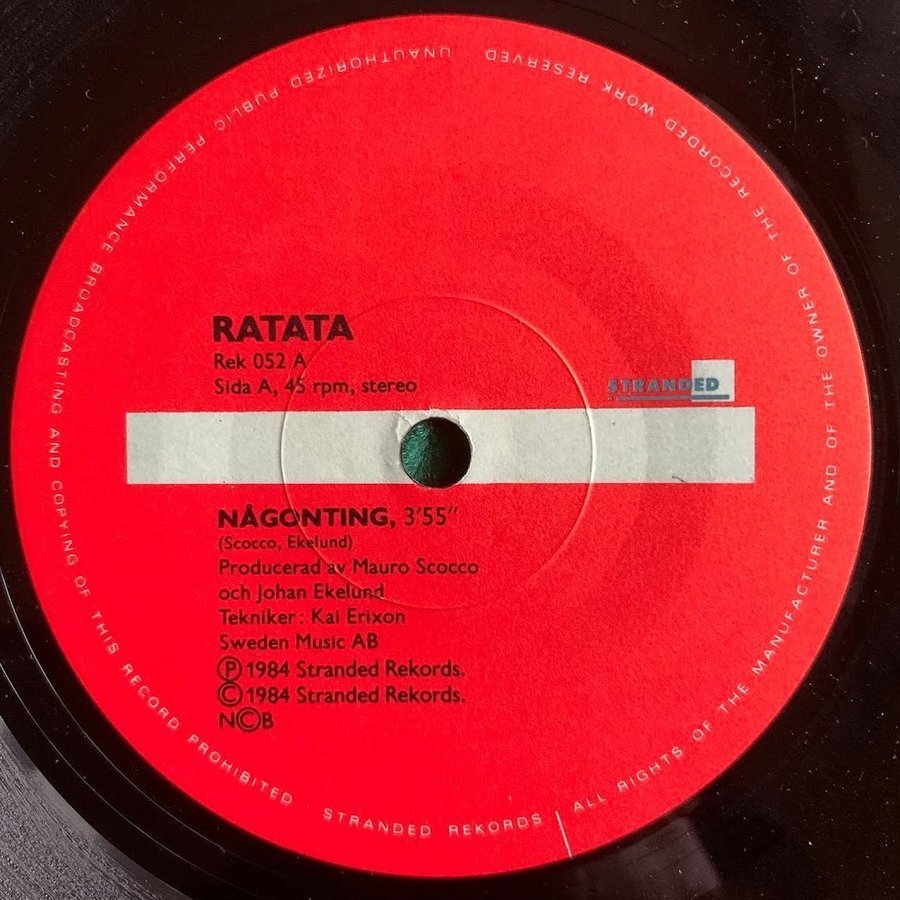 RATATA
Rek 052 A
Sida A, 45 rpm, stereo
STRANDED
NÅGONTING, 3'55"
(Scocco, Ekelund)
Producerad av Mauro Scocco
och Johan Ekelund
Tekniker: Kai Erixon
Sweden Music AB
Ⓟ 1984 Stranded Rekords.
© 1984 Stranded Rekords.
N©B
STRANDED REKORDS ALL RIGHTS OF THE MANUFACTURER AND OF THE OWNER OF THE RECORDED WORK RESERVED UNAUTHORIZED PUBLIC PERFORMANCE BROADCASTING AND COPYING OF THIS RECORD PROHIBITED